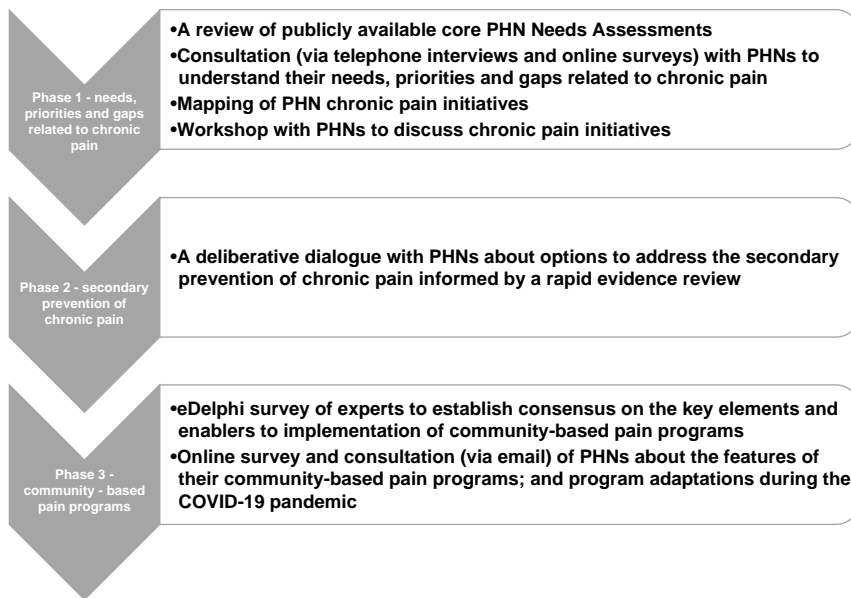 Phase 1 - needs,
priorities and gaps
related to chronic
pain
•A review of publicly available core PHN Needs Assessments
•Consultation (via telephone interviews and online surveys) with PHNs to
understand their needs, priorities and gaps related to chronic pain
•Mapping of PHN chronic pain initiatives
•Workshop with PHNs to discuss chronic pain initiatives
Phase 2 - secondary
prevention of
chronic pain
•A deliberative dialogue with PHNs about options to address the secondary
prevention of chronic pain informed by a rapid evidence review
Phase 3 -
community - based
pain programs
•eDelphi survey of experts to establish consensus on the key elements and
enablers to implementation of community-based pain programs
•Online survey and consultation (via email) of PHNs about the features of
their community-based pain programs; and program adaptations during the
COVID-19 pandemic